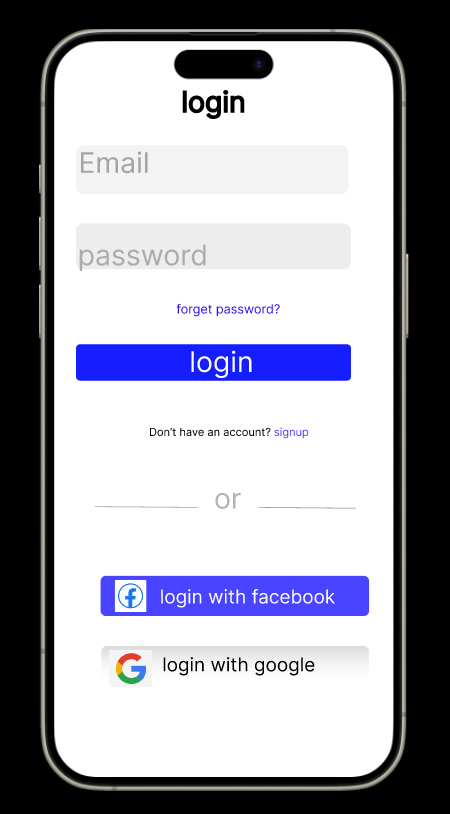 login
Email
password
forget password?
login
Don't have an account? signup
or
login with facebook
login with google